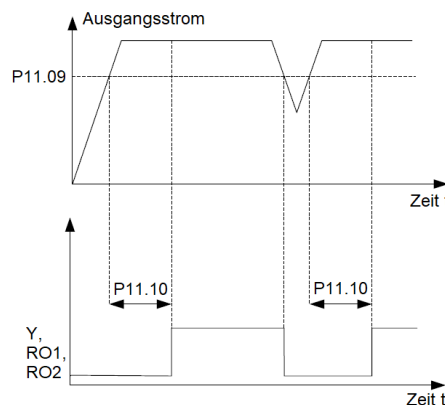 Ausgangsstrom
P11.09
Zeit t
P11.10
P11.10
Y,
RO1,
RO2
Zeit t